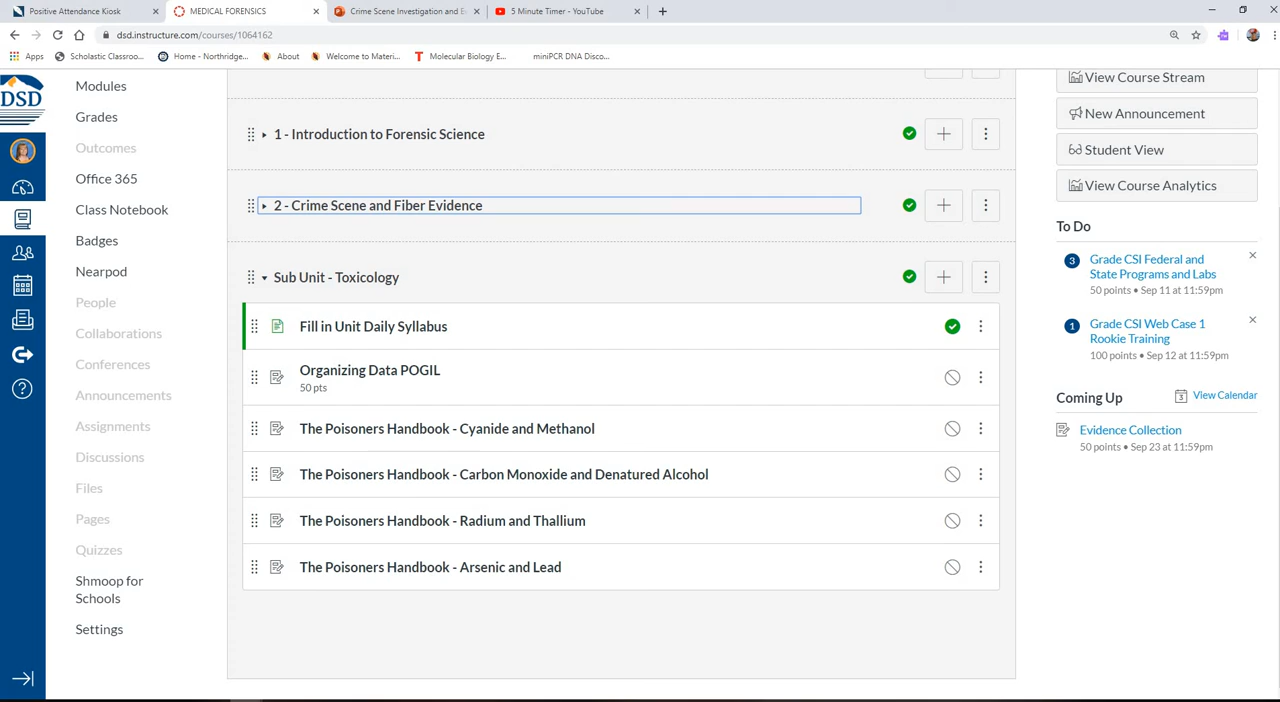 Positive Attendance Kiosk
MEDICAL FORENSICS
Crime Scene Investigation and E
5 Minute Timer - YouTube
dsd.instructure.com/courses/1064162
Apps
Scholastic Classroo...
Home - Northridge...
About
Welcome to Materi...
Molecular Biology E...
miniPCR DNA Disco...
DSD
Modules
Grades
Outcomes
Office 365
Class Notebook
Badges
Nearpod
People
Collaborations
Conferences
Announcements
Assignments
Discussions
Files
Pages
Quizzes
Shmoop for
Schools
Settings
1 - Introduction to Forensic Science
2 - Crime Scene and Fiber Evidence
Sub Unit - Toxicology
Fill in Unit Daily Syllabus
Organizing Data POGIL
50 pts
The Poisoners Handbook - Cyanide and Methanol
The Poisoners Handbook - Carbon Monoxide and Denatured Alcohol
The Poisoners Handbook - Radium and Thallium
The Poisoners Handbook - Arsenic and Lead
View Course Stream
New Announcement
Student View
View Course Analytics
To Do
3
Grade CSI Federal and
State Programs and Labs
50 points • Sep 11 at 11:59pm
1
Grade CSI Web Case 1
Rookie Training
100 points • Sep 12 at 11:59pm
Coming Up
3
View Calendar
Evidence Collection
50 points • Sep 23 at 11:59pm